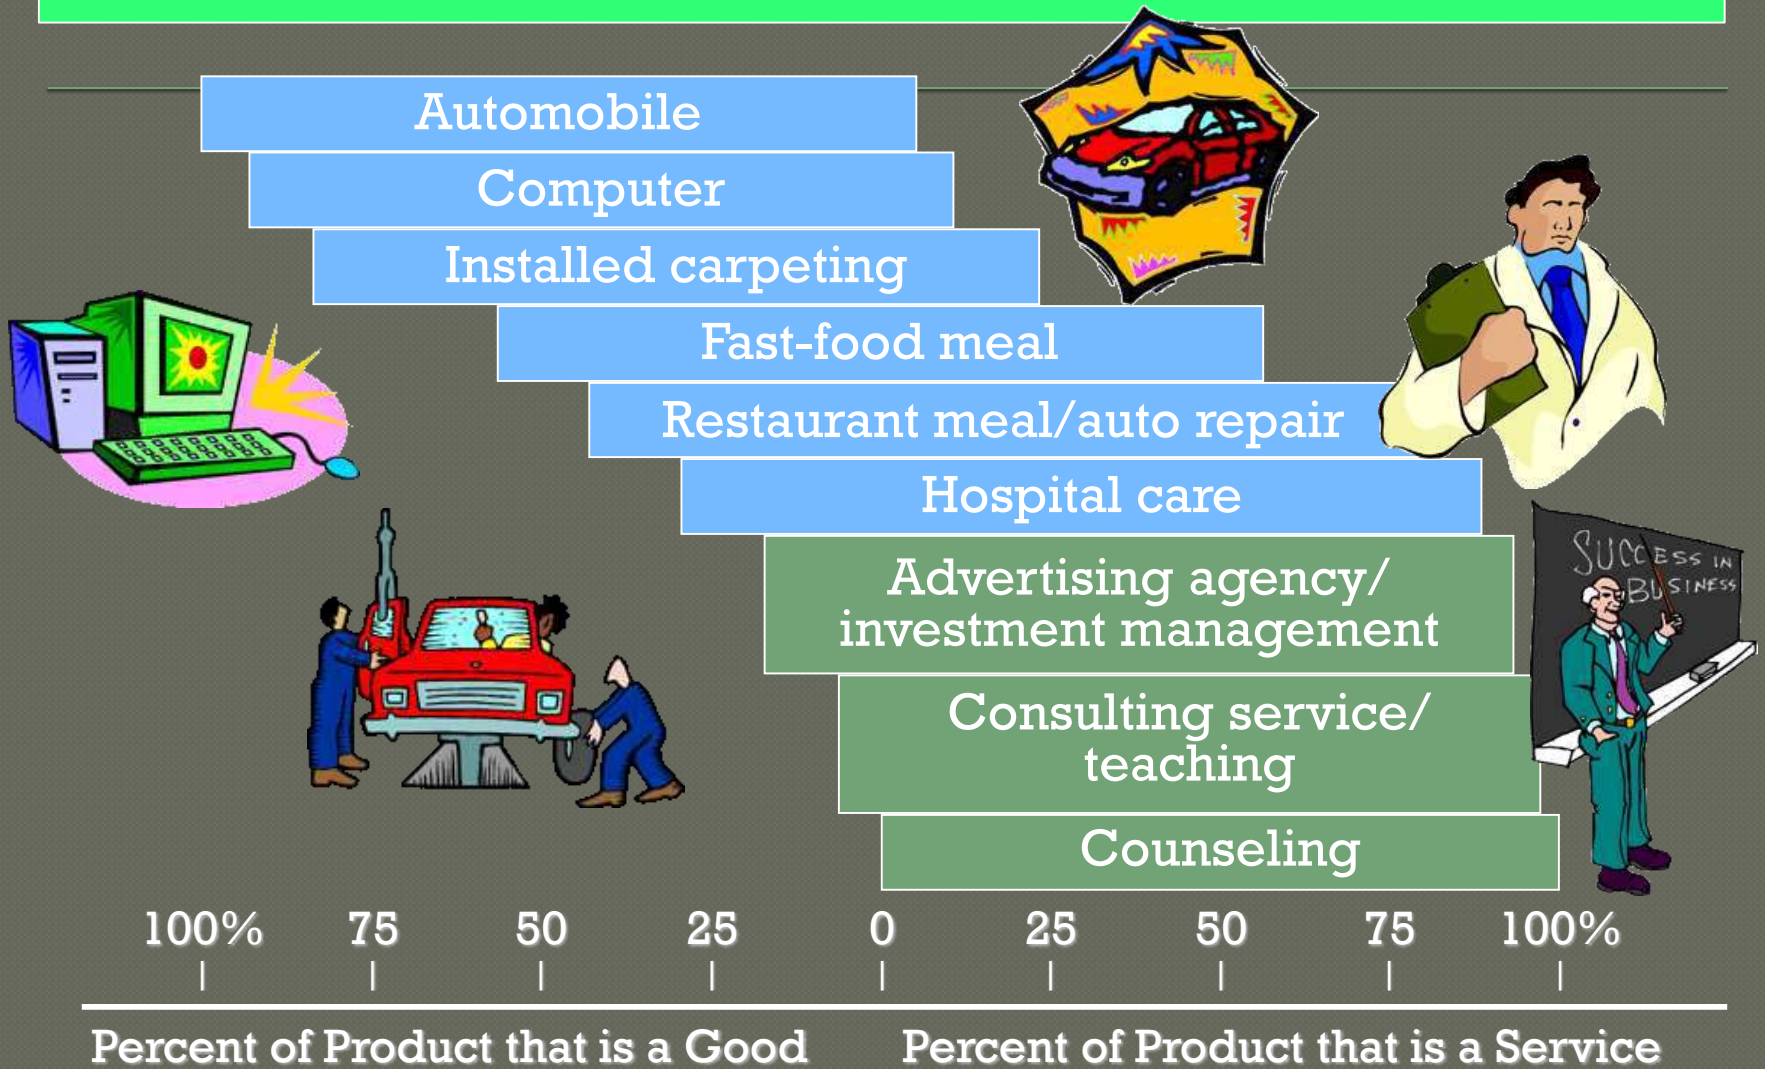 Automobile
Computer
Installed carpeting
Fast-food meal
Restaurant meal/auto repair
Hospital care
Advertising agency/
investment management
SUCCESS IN
BUSINESS
Consulting service/
teaching
Counseling
100% 75 50 25 0 25 50 75 100%
Percent of Product that is a Good Percent of Product that is a Service